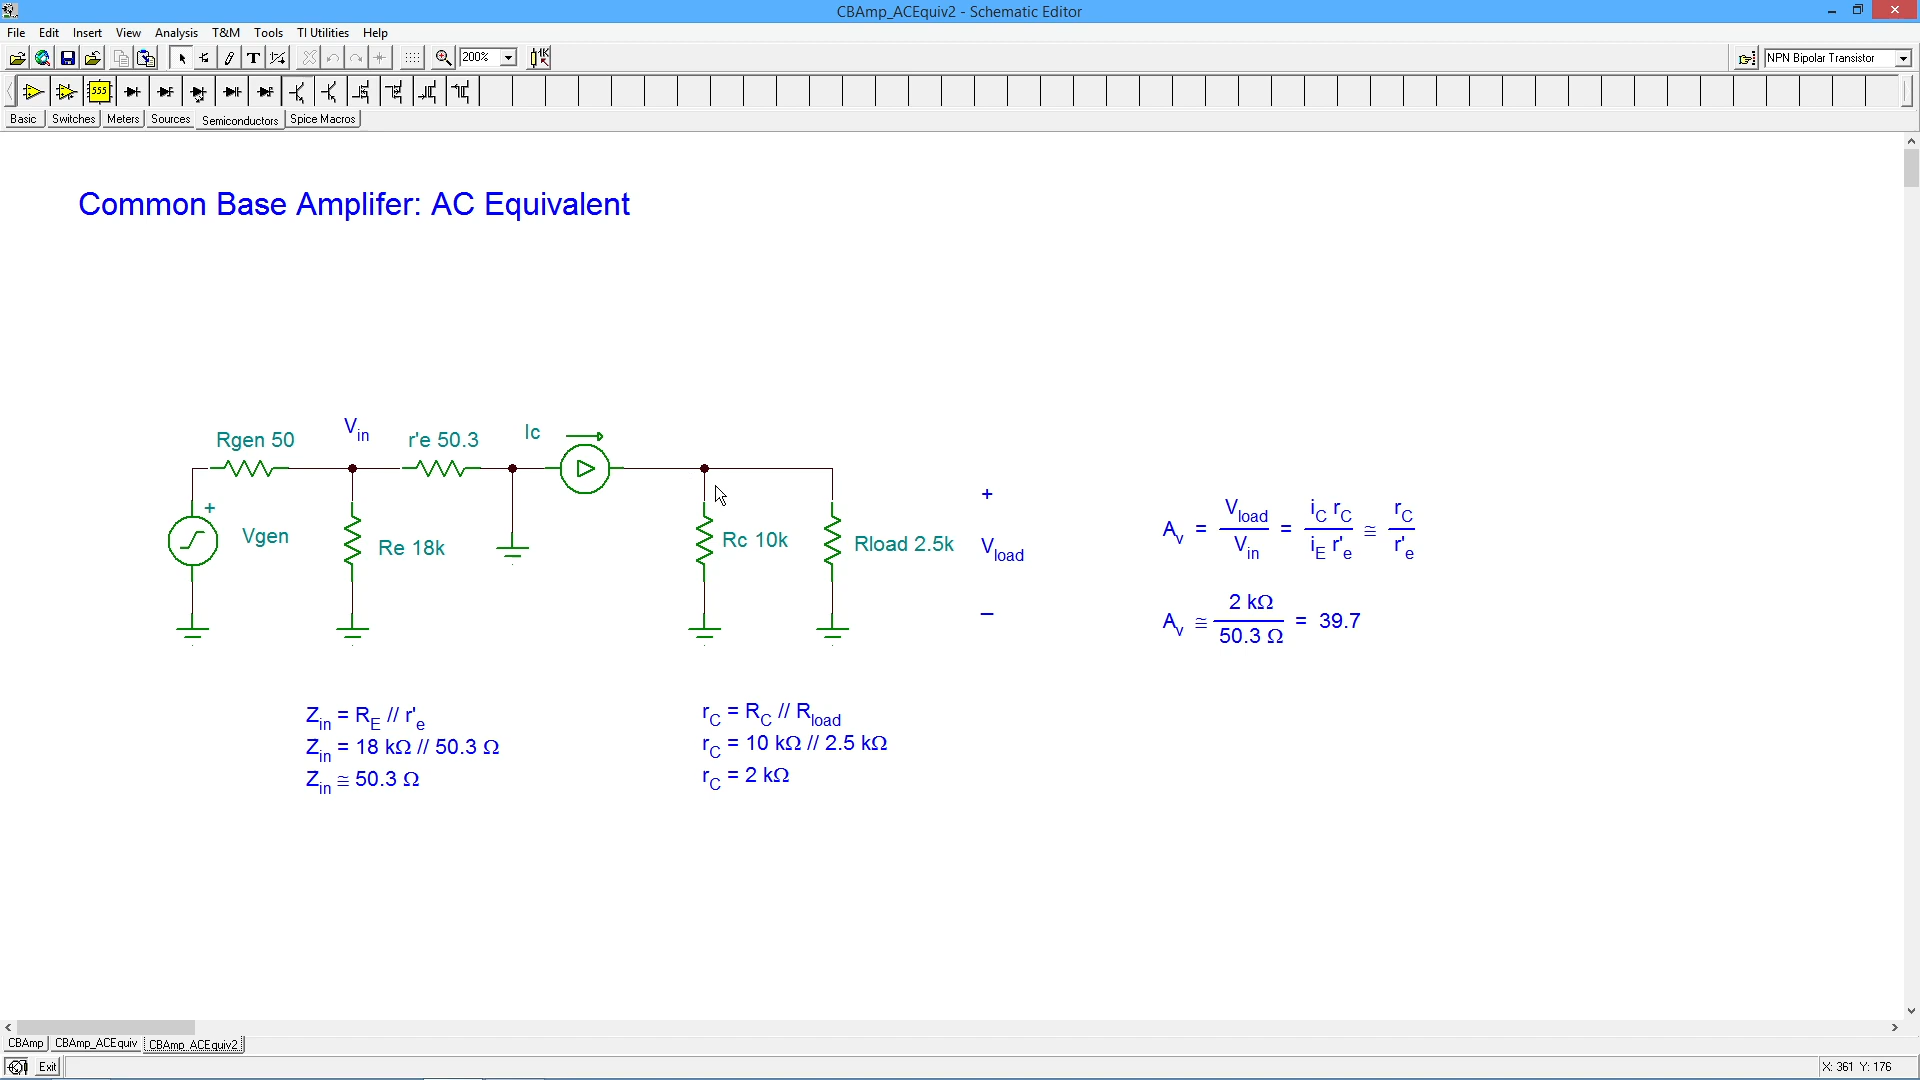 CBAmp_ACEquiv2 - Schematic Editor
File Edit Insert View Analysis T&M Tools TI Utilities Help
200% 1K NPN Bipolar Transistor
555
Basic Switches Meters Sources Semiconductors Spice Macros
Common Base Amplifer: AC Equivalent
Rgen 50 Vin r'e 50.3 Ic
+ Vgen Re 18k Rc 10k Rload 2.5k
+
Vload
–
Av = Vload / Vin = iC rC / iE r'e ≅ rC / r'e
Av ≅ 2 kΩ / 50.3 Ω = 39.7
Zin = RE // r'e
Zin = 18 kΩ // 50.3 Ω
Zin ≅ 50.3 Ω
rC = RC // Rload
rC = 10 kΩ // 2.5 kΩ
rC = 2 kΩ
CBAmp CBAmp_ACEquiv CBAmp_ACEquiv2
Exit X: 361 Y: 176